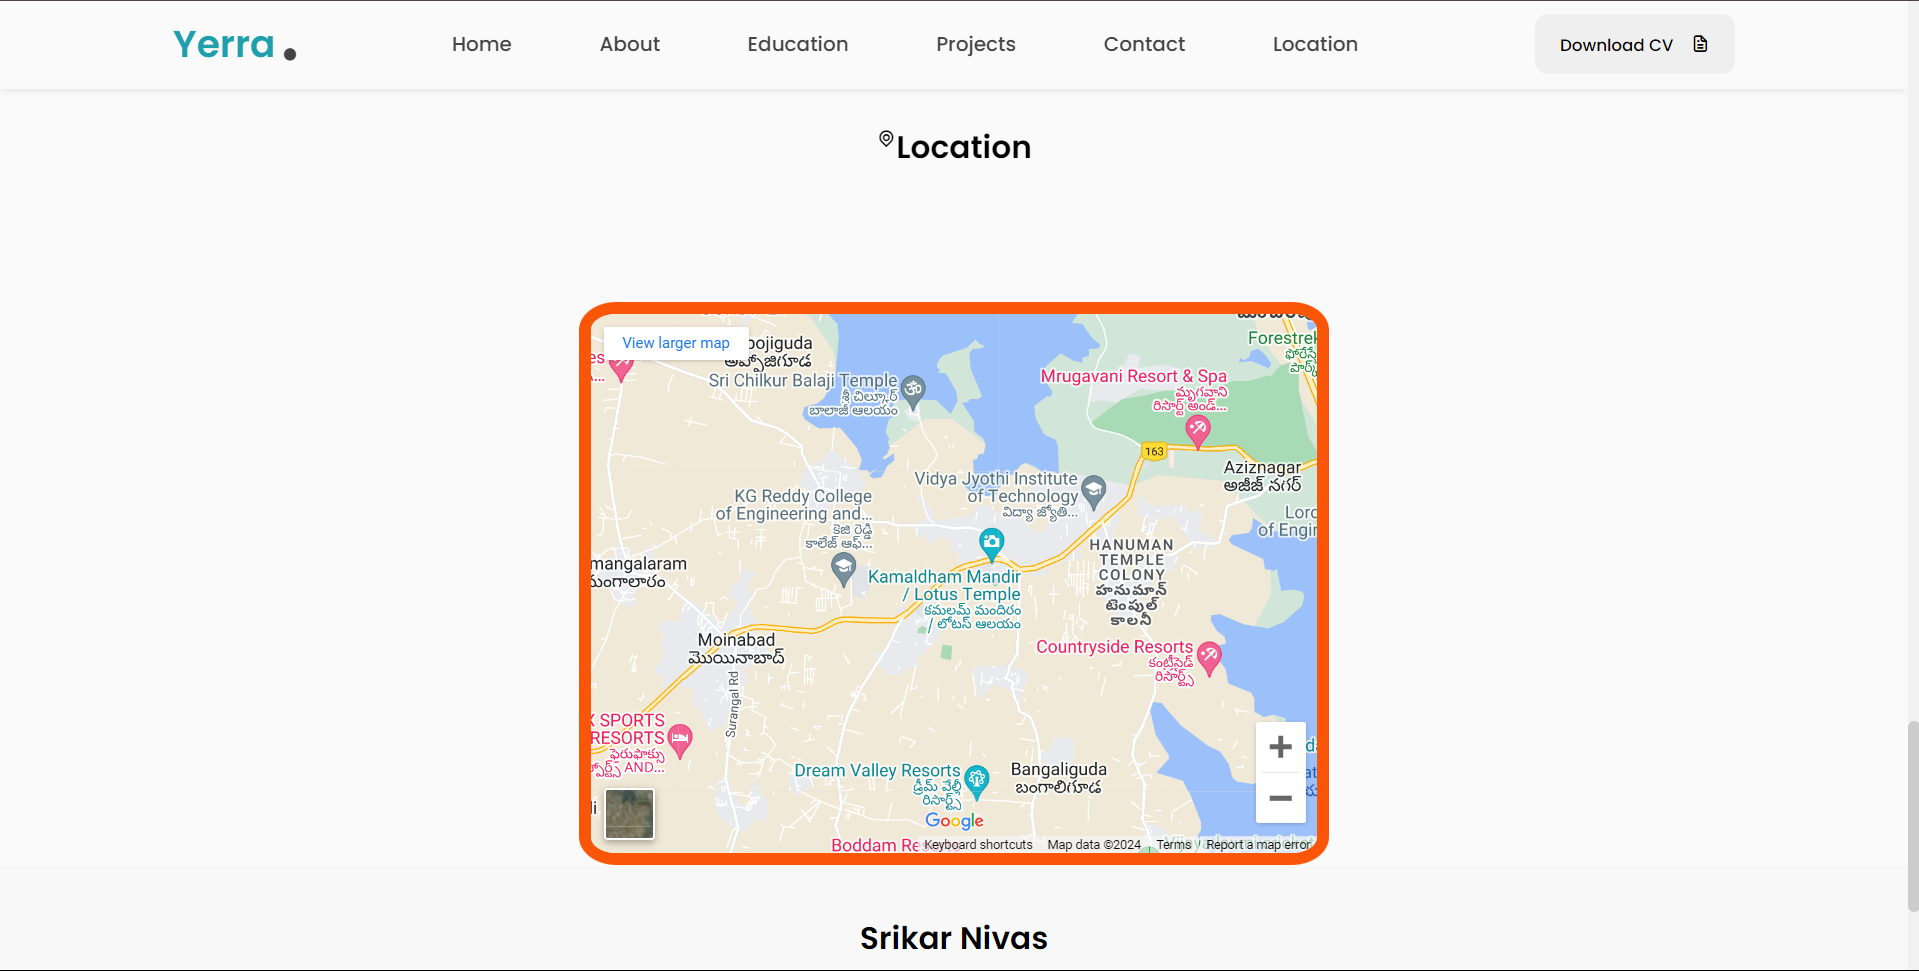 Yerra .
Home
About
Education
Projects
Contact
Location
Download CV
Location
View larger map
Forestrek
Sri Chilkur Balaji Temple
శ్రీ చిల్కూర్
బాలాజీ ఆలయం
Mrugavani Resort & Spa
మృగవాని
రిసార్ట్ అండ్...
163
Aziznagar
అజీజ్ నగర్
Vidya Jyothi Institute
of Technology
విద్యా జ్యోతి...
KG Reddy College
of Engineering and...
కెజి రెడ్డి
కాలేజ్ ఆఫ్...
Lord
of Engir
HANUMAN
TEMPLE
COLONY
హనుమాన్
టెంపుల్
కాలనీ
mangalaram
మంగాలారం
Kamaldham Mandir
/ Lotus Temple
కమలమ్ మందిరం
/ లోటస్ ఆలయం
Moinabad
మొయినాబాద్
Countryside Resorts
కంట్రీసైడ్
రిసార్ట్స్
Surangal Rd
X SPORTS
RESORTS
AND...
Dream Valley Resorts
డ్రీమ్ వేల్లీ
రిసార్ట్స్
Bangaliguda
బంగాలిగూడ
Google
Boddam Re
Keyboard shortcuts
Map data ©2024
Terms
Report a map error
Srikar Nivas